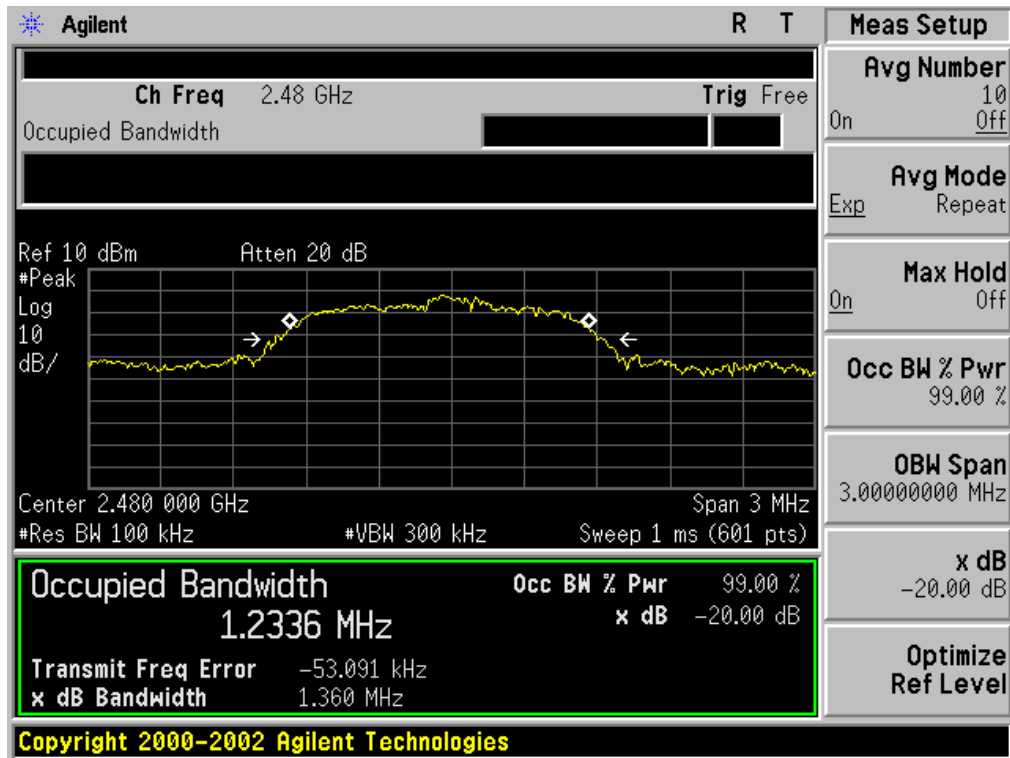 Agilent R T
Ch Freq 2.48 GHz Trig Free
Occupied Bandwidth
Ref 10 dBm Atten 20 dB
#Peak
Log
10
dB/
Center 2.480 000 GHz Span 3 MHz
#Res BW 100 kHz #VBW 300 kHz Sweep 1 ms (601 pts)
Occupied Bandwidth Occ BW % Pwr 99.00 %
1.2336 MHz x dB -20.00 dB
Transmit Freq Error -53.091 kHz
x dB Bandwidth 1.360 MHz
Copyright 2000-2002 Agilent Technologies
Meas Setup
Avg Number
10
On Off
Avg Mode
Exp Repeat
Max Hold
On Off
Occ BW % Pwr
99.00 %
OBW Span
3.00000000 MHz
x dB
-20.00 dB
Optimize
Ref Level